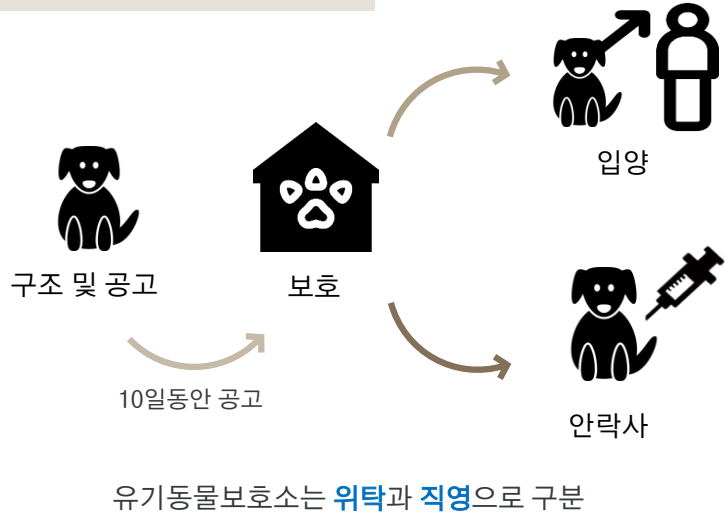 입양
구조 및 공고
보호
10일동안 공고
안락사
유기동물보호소는 위탁과 직영으로 구분